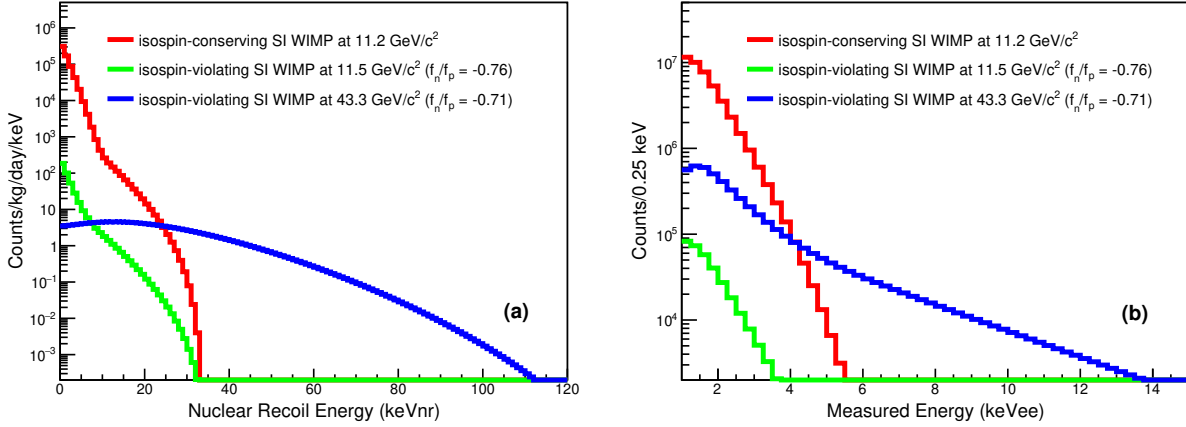 isospin-conserving SI WIMP at 11.2 GeV/c²
isospin-violating SI WIMP at 11.5 GeV/c² (fₙ/fₚ = -0.76)
isospin-violating SI WIMP at 43.3 GeV/c² (fₙ/fₚ = -0.71)
Counts/kg/day/keV
10⁶
10⁵
10⁴
10³
10²
10
1
10⁻¹
10⁻²
10⁻³
(a)
0 20 40 60 80 100 120
Nuclear Recoil Energy (keVnr)
isospin-conserving SI WIMP at 11.2 GeV/c²
isospin-violating SI WIMP at 11.5 GeV/c² (fₙ/fₚ = -0.76)
isospin-violating SI WIMP at 43.3 GeV/c² (fₙ/fₚ = -0.71)
Counts/0.25 keV
10⁷
10⁶
10⁵
10⁴
(b)
2 4 6 8 10 12 14
Measured Energy (keVee)